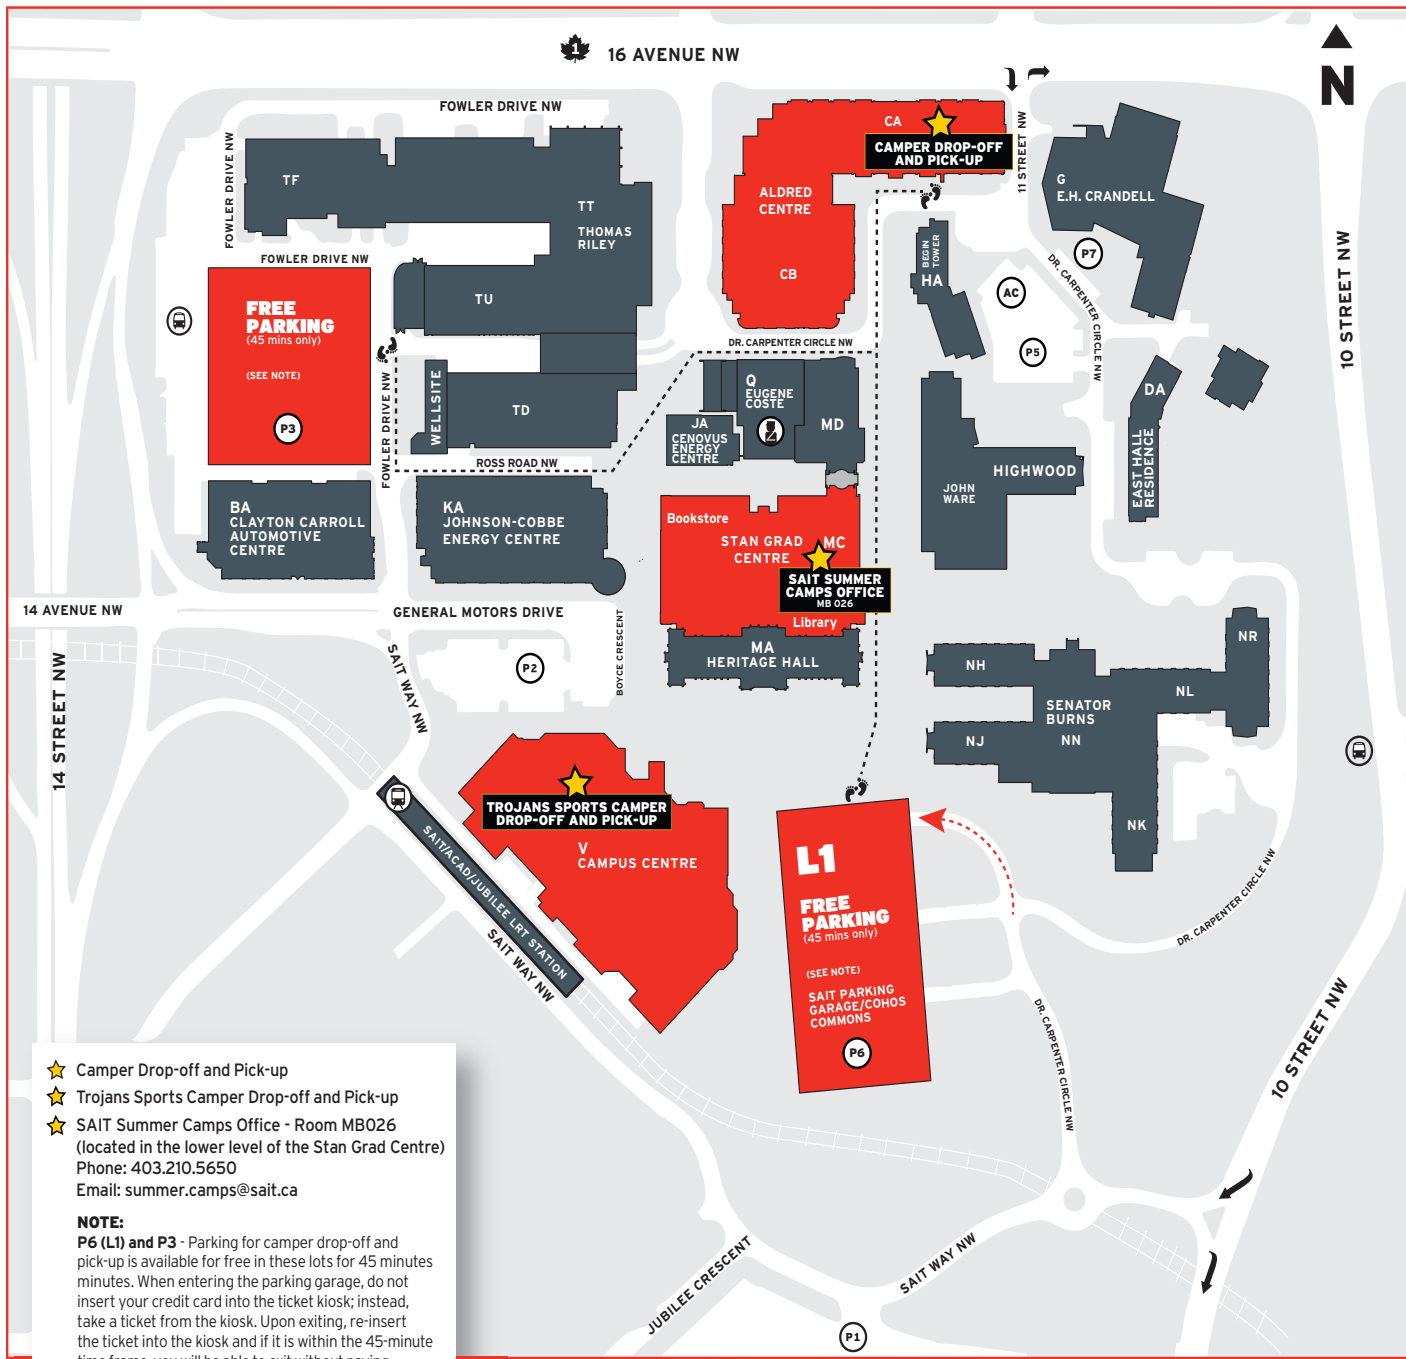 1
16 AVENUE NW
N
FOWLER DRIVE NW
FOWLER DRIVE NW
TF
TT
THOMAS
RILEY
FOWLER DRIVE NW
TU
CA
CAMPER DROP-OFF
AND PICK-UP
ALDRED
CENTRE
CB
11 STREET NW
G
E.H. CRANDELL
P7
BEGIN
TOWER
HA
AC
P5
DR. CARPENTER CIRCLE NW
10 STREET NW
FREE
PARKING
(45 mins only)
(SEE NOTE)
P3
FOWLER DRIVE NW
WELLSITE
TD
ROSS ROAD NW
DR. CARPENTER CIRCLE NW
Q
EUGENE
COSTE
JA
CENOVUS
ENERGY
CENTRE
MD
DA
EAST HALL
RESIDENCE
HIGHWOOD
JOHN
WARE
BA
CLAYTON CARROLL
AUTOMOTIVE
CENTRE
KA
JOHNSON-COBBE
ENERGY CENTRE
Bookstore
STAN GRAD
CENTRE
MC
SAIT SUMMER
CAMPS OFFICE
MB 026
Library
MA
HERITAGE HALL
14 AVENUE NW
GENERAL MOTORS DRIVE
BOYCE CRESCENT
P2
SAIT WAY NW
14 STREET NW
NR
NH
NL
SENATOR
BURNS
NJ
NN
NK
TROJANS SPORTS CAMPER
DROP-OFF AND PICK-UP
V
CAMPUS CENTRE
SAIT/ACAD/JUBILEE LRT STATION
SAIT WAY NW
L1
FREE
PARKING
(45 mins only)
(SEE NOTE)
SAIT PARKING
GARAGE/COHOS
COMMONS
P6
DR. CARPENTER CIRCLE NW
DR. CARPENTER CIRCLE NW
10 STREET NW
SAIT WAY NW
JUBILEE CRESCENT
P1
Camper Drop-off and Pick-up
Trojans Sports Camper Drop-off and Pick-up
SAIT Summer Camps Office - Room MB026
(located in the lower level of the Stan Grad Centre)
Phone: 403.210.5650
Email: summer.camps@sait.ca
NOTE:
P6 (L1) and P3 - Parking for camper drop-off and
pick-up is available for free in these lots for 45 minutes
minutes. When entering the parking garage, do not
insert your credit card into the ticket kiosk; instead,
take a ticket from the kiosk. Upon exiting, re-insert
the ticket into the kiosk and if it is within the 45-minute
time frame, you will be able to exit without paying